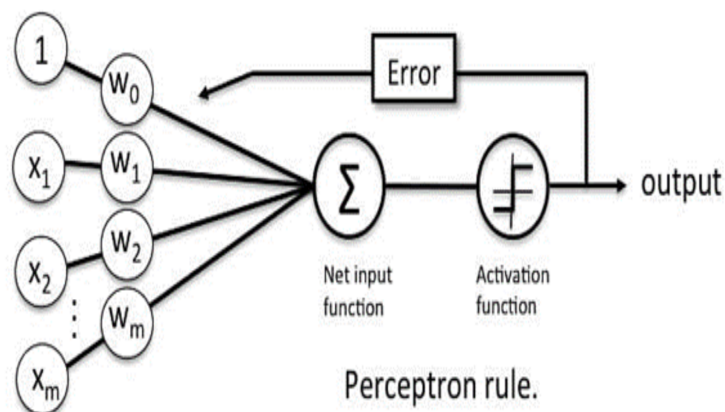 1
w₀
Error
x₁
w₁
Σ
output
x₂
w₂
Net input
function
Activation
function
⋮
wₘ
xₘ
Perceptron rule.